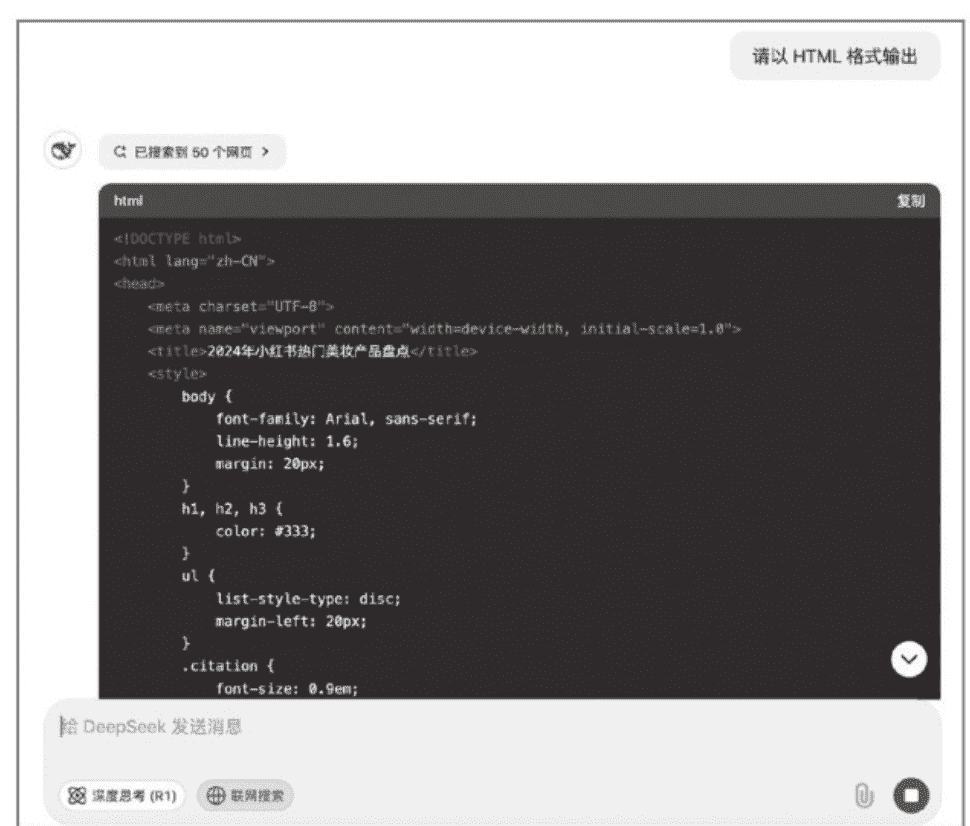 请以 HTML 格式输出
已搜索到 50 个网页 >
html
复制
<!DOCTYPE html>
<html lang="zh-CN">
<head>
    <meta charset="UTF-8">
    <meta name="viewport" content="width=device-width, initial-scale=1.0">
    <title>2024年小红书热门美妆产品盘点</title>
    <style>
        body {
            font-family: Arial, sans-serif;
            line-height: 1.6;
            margin: 20px;
        }
        h1, h2, h3 {
            color: #333;
        }
        ul {
            list-style-type: disc;
            margin-left: 20px;
        }
        .citation {
            font-size: 0.9em;
给 DeepSeek 发送消息
深度思考 (R1)
联网搜索